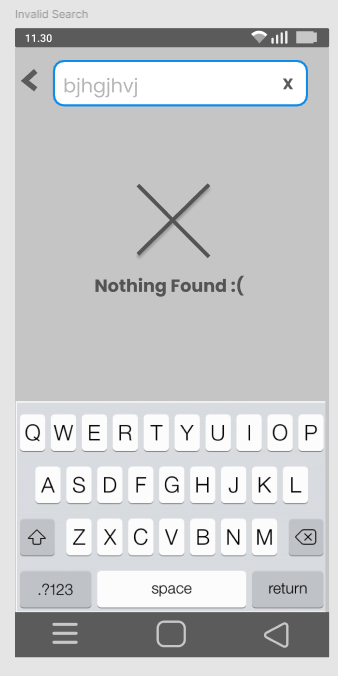 Invalid Search
11.30
bjhgjhvj x
Nothing Found :(
Q W E R T Y U I O P
A S D F G H J K L
Z X C V B N M
.?123 space return